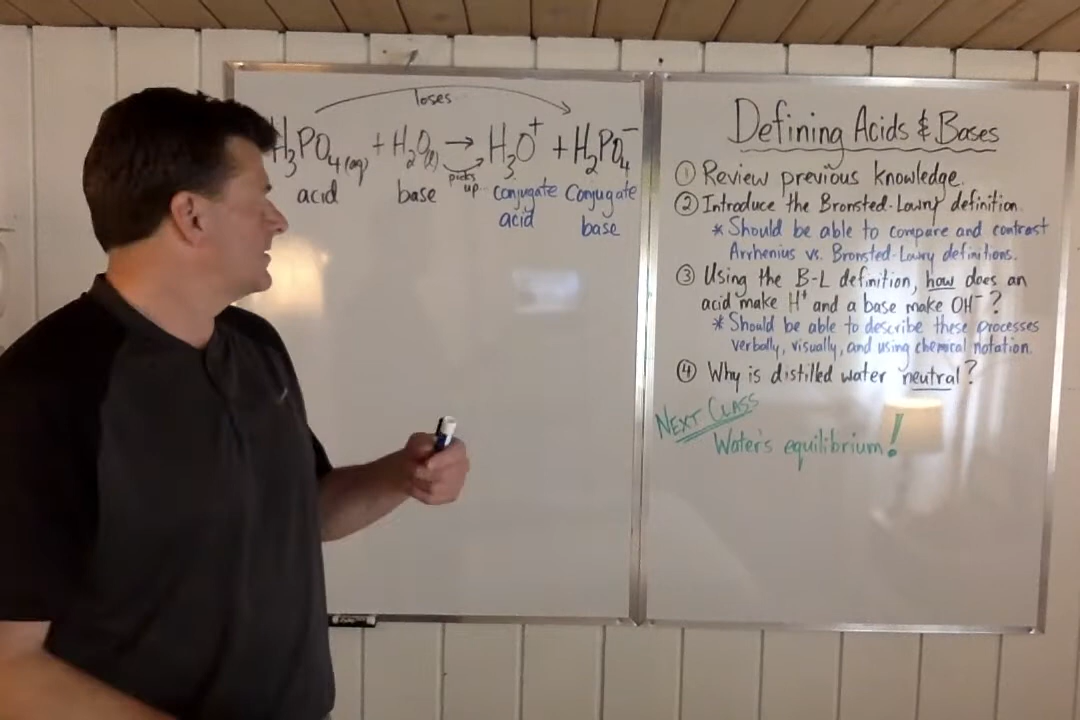 loses
H₃PO₄(aq) + H₂O(l) → H₃O⁺ + H₂PO₄⁻
picks up
acid base conjugate acid Conjugate base
Defining Acids & Bases
① Review previous knowledge.
② Introduce the Bronsted-Lowry definition.
* Should be able to compare and contrast
Arrhenius vs. Bronsted-Lowry definitions.
③ Using the B-L definition, how does an
acid make H⁺ and a base make OH⁻?
* Should be able to describe these processes
verbally, visually, and using chemical notation.
④ Why is distilled water neutral?
NEXT CLASS
Water's equilibrium!